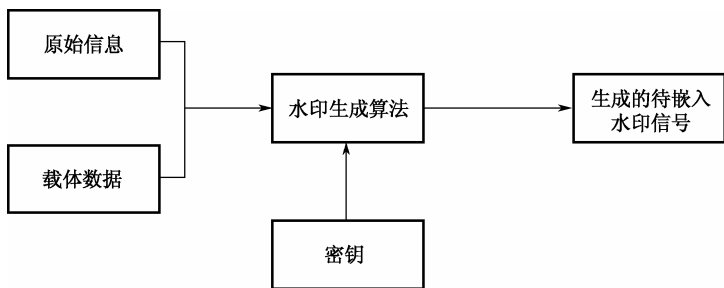 原始信息
载体数据
水印生成算法
密钥
生成的待嵌入
水印信号